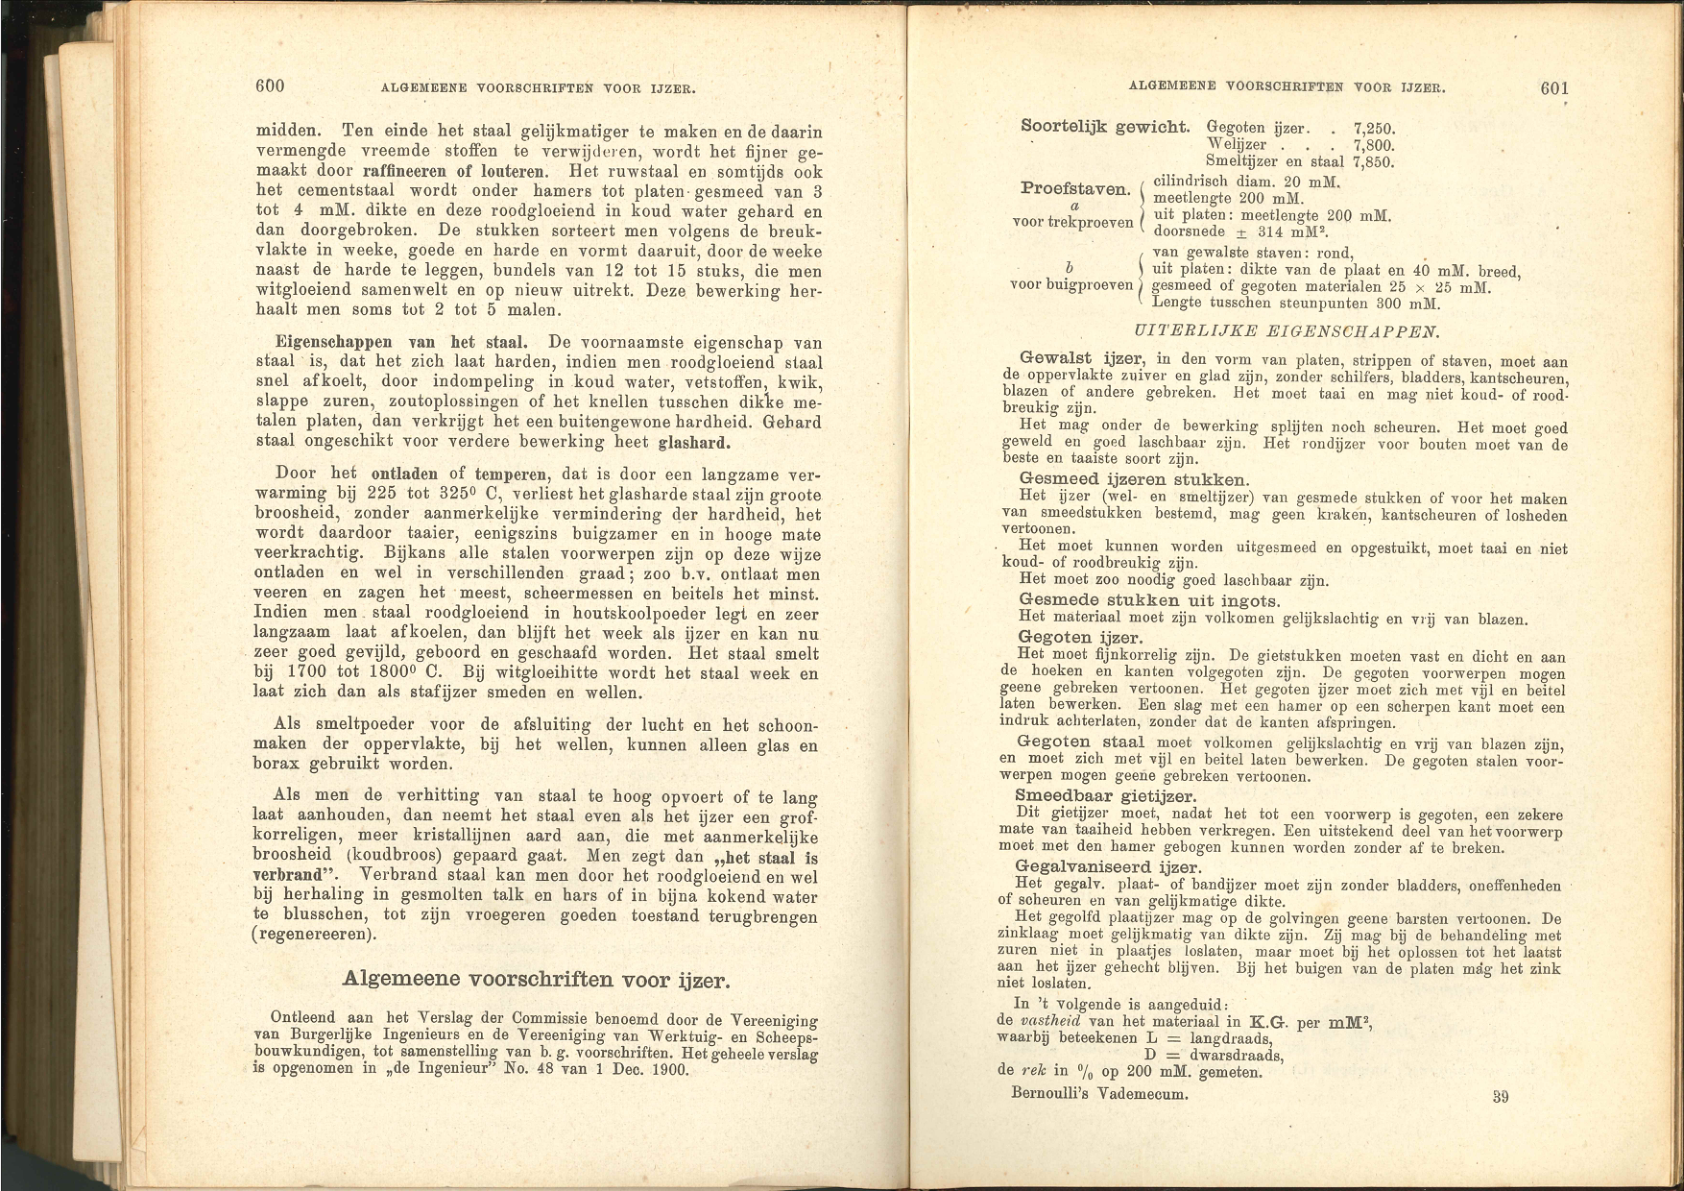 600
ALGEMEENE VOORSCHRIFTEN VOOR IJZER.
midden. Ten einde het staal gelijkmatiger te maken en de daarin
vermengde vreemde stoffen te verwijderen, wordt het fijner ge-
maakt door raffineeren of louteren. Het ruwstaal en somtijds ook
het cementstaal wordt onder hamers tot platen gesmeed van 3
tot 4 mM. dikte en deze roodgloeiend in koud water gehard en
dan doorgebroken. De stukken sorteert men volgens de breuk-
vlakte in weeke, goede en harde en vormt daaruit, door de weeke
naast de harde te leggen, bundels van 12 tot 15 stuks, die men
witgloeiend samenwelt en op nieuw uitrekt. Deze bewerking her-
haalt men soms tot 2 tot 5 malen.
Eigenschappen van het staal. De voornaamste eigenschap van
staal is, dat het zich laat harden, indien men roodgloeiend staal
snel afkoelt, door indompeling in koud water, vetstoffen, kwik,
slappe zuren, zoutoplossingen of het knellen tusschen dikke me-
talen platen, dan verkrijgt het een buitengewone hardheid. Gehard
staal ongeschikt voor verdere bewerking heet glashard.
Door het ontladen of temperen, dat is door een langzame ver-
warming bij 225 tot 325⁰ C, verliest het glasharde staal zijn groote
broosheid, zonder aanmerkelijke vermindering der hardheid, het
wordt daardoor taaier, eenigszins buigzamer en in hooge mate
veerkrachtig. Bijkans alle stalen voorwerpen zijn op deze wijze
ontladen en wel in verschillenden graad; zoo b.v. ontlaat men
veeren en zagen het meest, scheermessen en beitels het minst.
Indien men staal roodgloeiend in houtskoolpoeder legt en zeer
langzaam laat afkoelen, dan blijft het week als ijzer en kan nu
zeer goed gevijld, geboord en geschaafd worden. Het staal smelt
bij 1700 tot 1800⁰ C. Bij witgloeihitte wordt het staal week en
laat zich dan als stafijzer smeden en wellen.
Als smeltpoeder voor de afsluiting der lucht en het schoon-
maken der oppervlakte, bij het wellen, kunnen alleen glas en
borax gebruikt worden.
Als men de verhitting van staal te hoog opvoert of te lang
laat aanhouden, dan neemt het staal even als het ijzer een grof-
korreligen, meer kristallijnen aard aan, die met aanmerkelijke
broosheid (koudbroos) gepaard gaat. Men zegt dan „het staal is
verbrand”. Verbrand staal kan men door het roodgloeiend en wel
bij herhaling in gesmolten talk en hars of in bijna kokend water
te blusschen, tot zijn vroegeren goeden toestand terugbrengen
(regenereeren).
Algemeene voorschriften voor ijzer.
Ontleend aan het Verslag der Commissie benoemd door de Vereeniging
van Burgerlijke Ingenieurs en de Vereeniging van Werktuig- en Scheeps-
bouwkundigen, tot samenstelling van b. g. voorschriften. Het geheele verslag
is opgenomen in „de Ingenieur” No. 48 van 1 Dec. 1900.
ALGEMEENE VOORSCHRIFTEN VOOR IJZER.
601
Soortelijk gewicht. Gegoten ijzer. . 7,250.
Welijzer . . . 7,800.
Smeltijzer en staal 7,850.
Proefstaven.
a
voor trekproeven
cilindrisch diam. 20 mM.
meetlengte 200 mM.
uit platen: meetlengte 200 mM.
doorsnede ± 314 mM².
b
voor buigproeven
van gewalste staven: rond,
uit platen: dikte van de plaat en 40 mM. breed,
gesmeed of gegoten materialen 25 × 25 mM.
Lengte tusschen steunpunten 300 mM.
UITERLIJKE EIGENSCHAPPEN.
Gewalst ijzer, in den vorm van platen, strippen of staven, moet aan
de oppervlakte zuiver en glad zijn, zonder schilfers, bladders, kantscheuren,
blazen of andere gebreken. Het moet taai en mag niet koud- of rood-
breukig zijn.
Het mag onder de bewerking splijten noch scheuren. Het moet goed
geweld en goed laschbaar zijn. Het rondijzer voor bouten moet van de
beste en taaiste soort zijn.
Gesmeed ijzeren stukken.
Het ijzer (wel- en smeltijzer) van gesmede stukken of voor het maken
van smeedstukken bestemd, mag geen kraken, kantscheuren of losheden
vertoonen.
Het moet kunnen worden uitgesmeed en opgestuikt, moet taai en niet
koud- of roodbreukig zijn.
Het moet zoo noodig goed laschbaar zijn.
Gesmede stukken uit ingots.
Het materiaal moet zijn volkomen gelijkslachtig en vrij van blazen.
Gegoten ijzer.
Het moet fijnkorrelig zijn. De gietstukken moeten vast en dicht en aan
de hoeken en kanten volgegoten zijn. De gegoten voorwerpen mogen
geene gebreken vertoonen. Het gegoten ijzer moet zich met vijl en beitel
laten bewerken. Een slag met een hamer op een scherpen kant moet een
indruk achterlaten, zonder dat de kanten afspringen.
Gegoten staal moet volkomen gelijkslachtig en vrij van blazen zijn,
en moet zich met vijl en beitel laten bewerken. De gegoten stalen voor-
werpen mogen geene gebreken vertoonen.
Smeedbaar gietijzer.
Dit gietijzer moet, nadat het tot een voorwerp is gegoten, een zekere
mate van taaiheid hebben verkregen. Een uitstekend deel van het voorwerp
moet met den hamer gebogen kunnen worden zonder af te breken.
Gegalvaniseerd ijzer.
Het gegalv. plaat- of bandijzer moet zijn zonder bladders, oneffenheden
of scheuren en van gelijkmatige dikte.
Het gegolfd plaatijzer mag op de golvingen geene barsten vertoonen. De
zinklaag moet gelijkmatig van dikte zijn. Zij mag bij de behandeling met
zuren niet in plaatjes loslaten, maar moet bij het oplossen tot het laatst
aan het ijzer gehecht blijven. Bij het buigen van de platen mag het zink
niet loslaten.
In 't volgende is aangeduid:
de vastheid van het materiaal in K.G. per mM²,
waarbij beteekenen L = langdraads,
D = dwarsdraads,
de rek in % op 200 mM. gemeten.
Bernoulli's Vademecum.
39